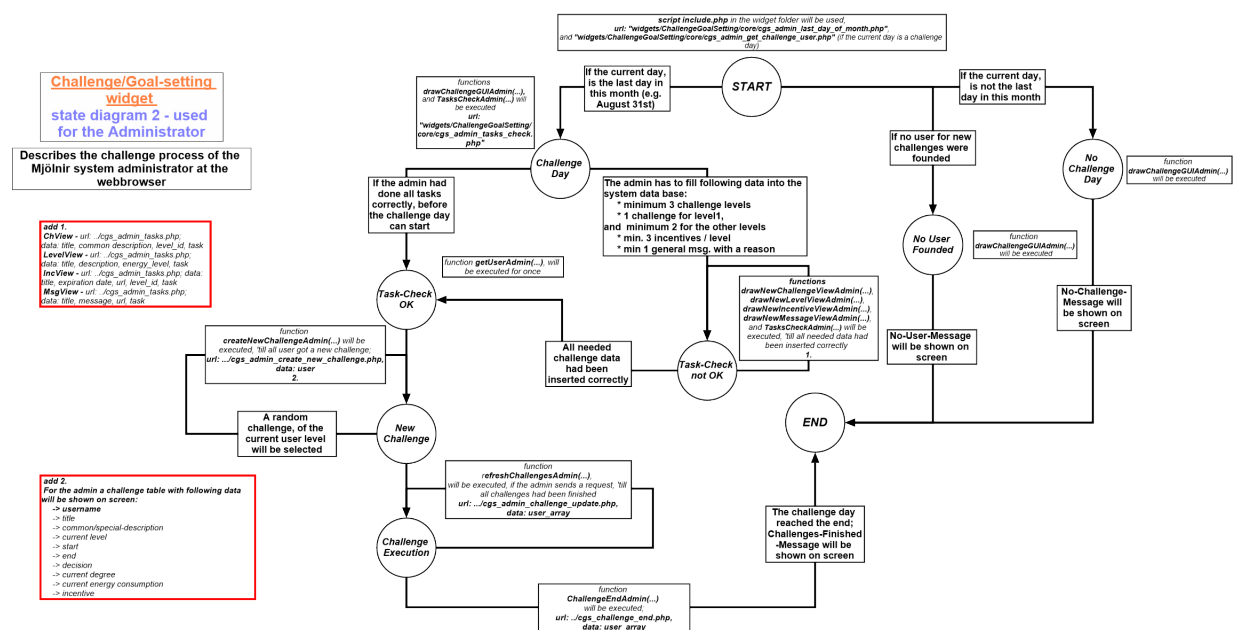 script include.php in the widget folder will be used,
url: "widgets/ChallengeGoalSetting/core/cgs_admin_last_day_of_month.php",
and "widgets/ChallengeGoalSetting/core/cgs_admin_get_challenge_user.php" (if the current day is a challenge
day)
Challenge/Goal-setting
widget
state diagram 2 - used
for the Administrator
Describes the challenge process of the
Mjölnir system administrator at the
webbrowser
functions
drawChallengeGUIAdmin(...),
and TasksCheckAdmin(...) will
be executed
url:
"widgets/ChallengeGoalSetting/
core/cgs_admin_tasks_check.
php"
If the current day,
is the last day in
this month (e.g.
August 31st)
START
If the current day,
is not the last
day in this month
Challenge
Day
If no user for new
challenges were
founded
No
Challenge
Day
function
drawChallengeGUIAdmin(...)
will be executed
If the admin had
done all tasks
correctly, before
the challenge day
can start
The admin has to fill following data into the
system data base:
* minimum 3 challenge levels
* 1 challenge for level1,
and minimum 2 for the other levels
* min. 3 incentives / level
* min 1 general msg. with a reason
No User
Founded
function
drawChallengeGUIAdmin(...)
will be executed
add 1.
ChView - url: ../cgs_admin_tasks.php;
data: title, common description, level_id, task
LevelView - url: ../cgs_admin_tasks.php;
data: title, description, energy_level, task
IncView - url: ../cgs_admin_tasks.php; data:
title, expiration date, url, level_id, task
MsgView - url: ../cgs_admin_tasks.php;
data: title, message, url, task
function getUserAdmin(...), will
be executed for once
Task-Check
OK
functions
drawNewChallengeViewAdmin(...),
drawNewLevelViewAdmin(...),
drawNewIncentiveViewAdmin(...),
drawNewMessageViewAdmin(...),
and TasksCheckAdmin(...) will be
executed, 'till all needed data had
been inserted correctly
1.
No-Challenge-
Message will
be shown on
screen
No-User-Message
will be shown on
screen
function
createNewChallengeAdmin(...) will be
executed, 'till all user got a new challenge;
url: .../cgs_admin_create_new_challenge.php,
data: user
2.
All needed
challenge data
had been
inserted correctly
Task-Check
not OK
A random
challenge, of the
current user level
will be selected
New
Challenge
END
function
refreshChallengesAdmin(...),
will be executed, if the admin sends a request, 'till
all challenges had been finished
url: .../cgs_admin_challenge_update.php,
data: user_array
add 2.
For the admin a challenge table with following data
will be shown on screen:
-> username
-> title
-> common/special-description
-> current level
-> start
-> end
-> decision
-> current degree
-> current energy consumption
-> incentive
Challenge
Execution
The challenge day
reached the end;
Challenges-Finished
-Message will be
shown on screen
function
ChallengeEndAdmin(...)
will be executed;
url: ../cgs_challenge_end.php,
data: user_array